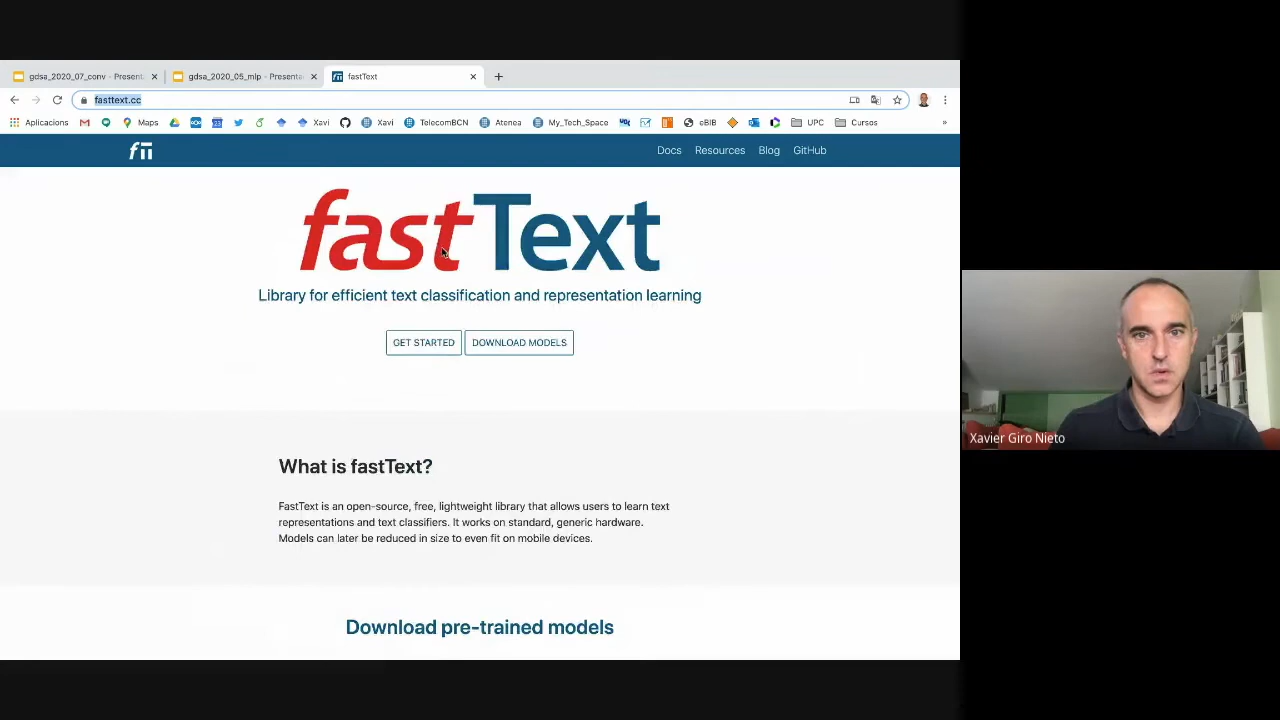 gdsa_2020_07_conv - Present
gdsa_2020_05_mlp - Presenta
fastText
fasttext.cc
Aplicacions
Maps
Xavi
Xavi
TelecomBCN
Atenea
My_Tech_Space
eBIB
UPC
Cursos
»
Docs
Resources
Blog
GitHub
fastText
Library for efficient text classification and representation learning
GET STARTED
DOWNLOAD MODELS
What is fastText?
FastText is an open-source, free, lightweight library that allows users to learn text
representations and text classifiers. It works on standard, generic hardware.
Models can later be reduced in size to even fit on mobile devices.
Download pre-trained models
Xavier Giro Nieto